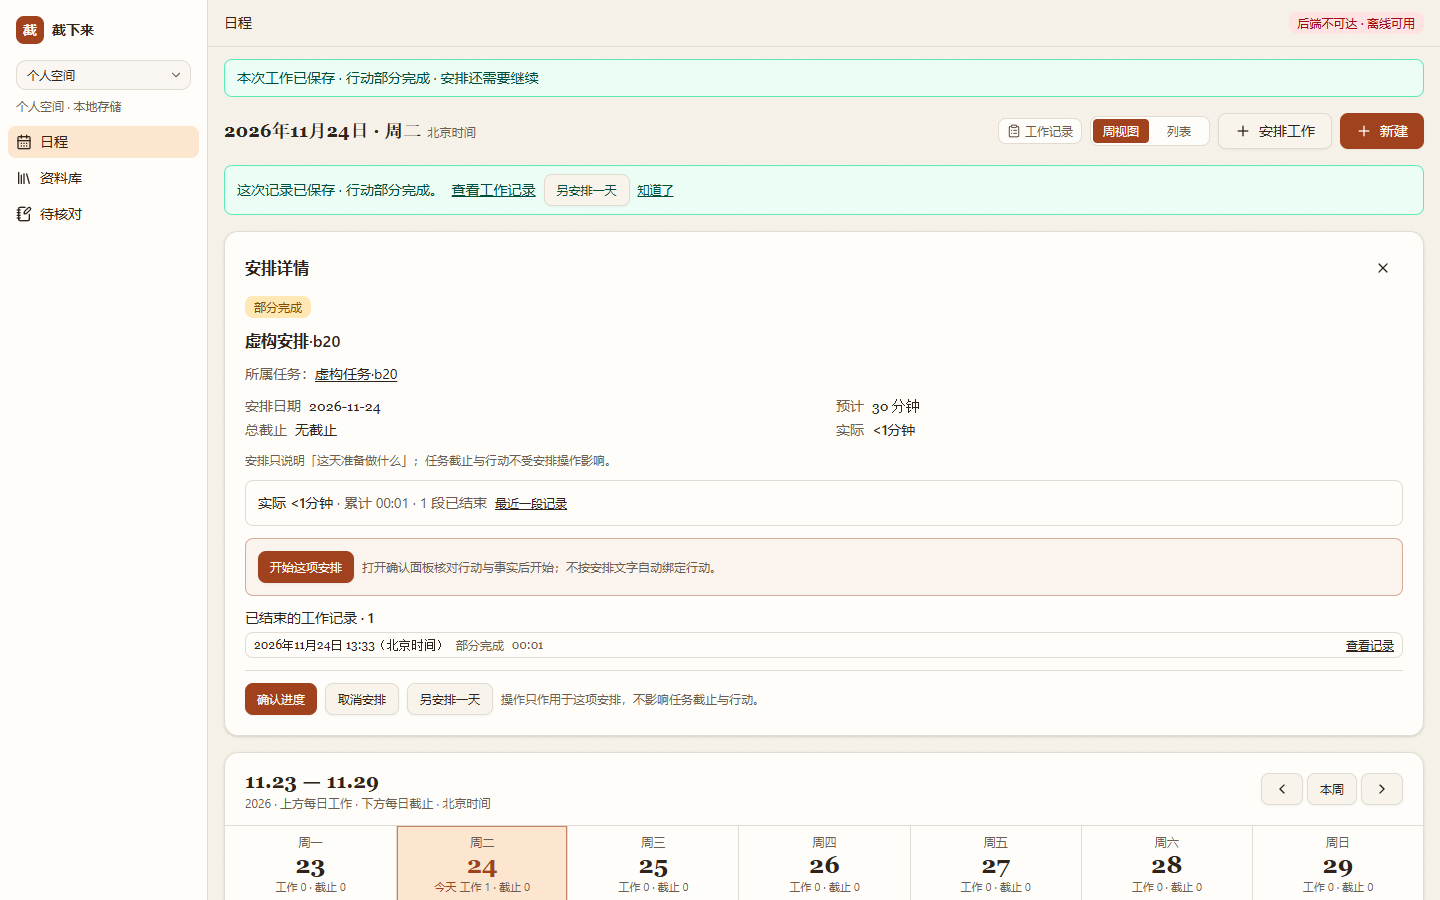 截 截下来
个人空间
个人空间 · 本地存储
日程
资料库
待核对
日程
后端不可达 · 离线可用
本次工作已保存 · 行动部分完成 · 安排还需要继续
2026年11月24日 · 周二 北京时间
工作记录
周视图 列表
安排工作
新建
这次记录已保存 · 行动部分完成。 查看工作记录 另安排一天 知道了
安排详情
部分完成
虚构安排·b20
所属任务： 虚构任务·b20
安排日期 2026-11-24
预计 30 分钟
总截止 无截止
实际 <1分钟
安排只说明「这天准备做什么」；任务截止与行动不受安排操作影响。
实际 <1分钟 · 累计 00:01 · 1 段已结束 最近一段记录
开始这项安排 打开确认面板核对行动与事实后开始；不按安排文字自动绑定行动。
已结束的工作记录 · 1
2026年11月24日 13:33（北京时间） 部分完成 00:01 查看记录
确认进度 取消安排 另安排一天 操作只作用于这项安排，不影响任务截止与行动。
11.23 — 11.29
2026 · 上方每日工作 · 下方每日截止 · 北京时间
本周
周一 周二 周三 周四 周五 周六 周日
23 24 25 26 27 28 29
工作 0 · 截止 0 今天 工作 1 · 截止 0 工作 0 · 截止 0 工作 0 · 截止 0 工作 0 · 截止 0 工作 0 · 截止 0 工作 0 · 截止 0